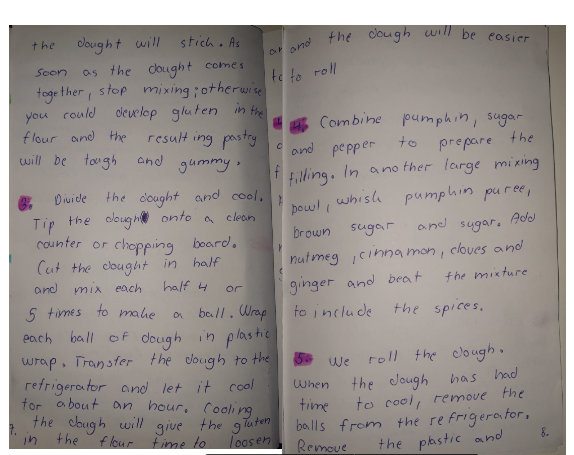 the dought will stick. As
soon as the dought comes
together, stop mixing; otherwise
you could develop gluten in the
flour and the resulting pastry
will be tough and gummy.
3. Divide the dought and cool.
Tip the dough onto a clean
counter or chopping board.
Cut the dought in half
and mix each half 4 or
5 times to make a ball. Wrap
each ball of dough in plastic
wrap. Transfer the dough to the
refrigerator and let it cool
for about an hour. Cooling
the dough will give the gluten
in the flour time to loosen
7.
and the dough will be easier
to roll
4. Combine pumpkin, sugar
and pepper to prepare the
filling. In another large mixing
bowl, whish pumpkin puree,
brown sugar and sugar. Add
nutmeg, cinnamon, cloves and
ginger and beat the mixture
to include the spices.
5. We roll the dough.
When the dough has had
time to cool, remove the
balls from the refrigerator.
Remove the plastic and
8.